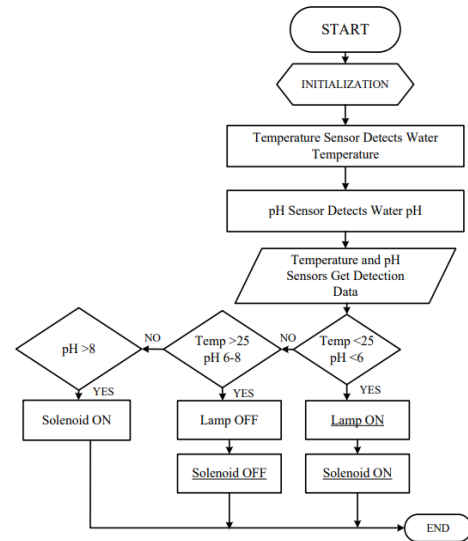 START
INITIALIZATION
Temperature Sensor Detects Water
Temperature
pH Sensor Detects Water pH
Temperature and pH
Sensors Get Detection
Data
pH >8
NO
Temp >25
pH 6-8
NO
Temp <25
pH <6
YES
YES
YES
Solenoid ON
Lamp OFF
Lamp ON
Solenoid OFF
Solenoid ON
END